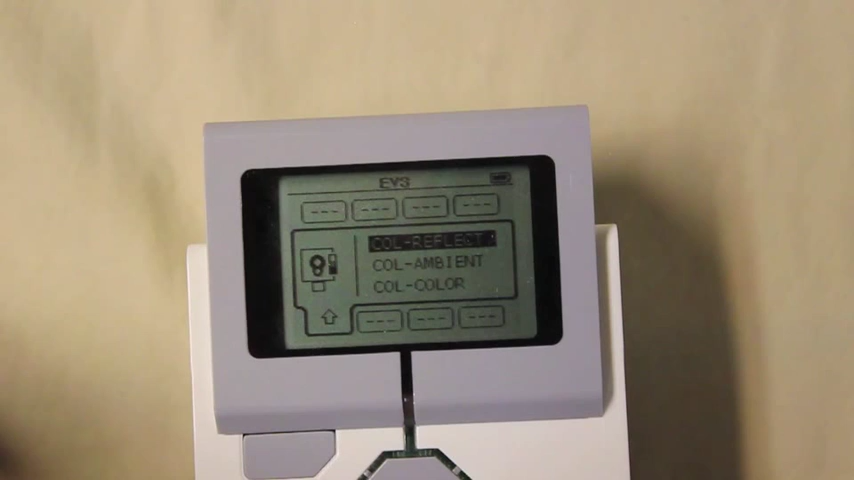 EV3
--- --- --- ---
COL-REFLECT
COL-AMBIENT
COL-COLOR
--- --- ---